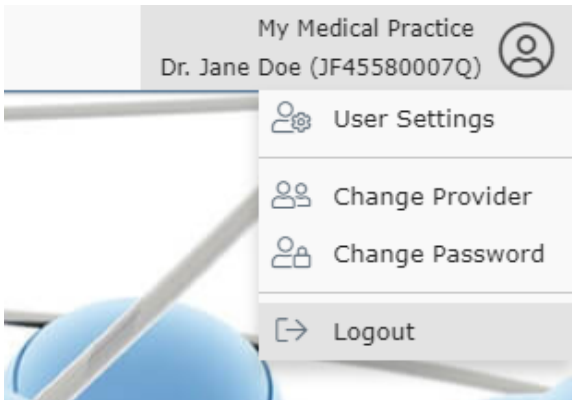 My Medical Practice
Dr. Jane Doe (JF45580007Q)
User Settings
Change Provider
Change Password
Logout